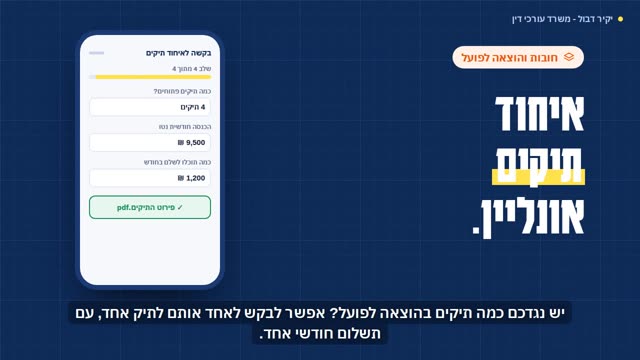 יקיר דבול - משרד עורכי דין
חובות והוצאה לפועל
איחוד
תיקים
אונליין.
בקשה לאיחוד תיקים
שלב 4 מתוך 4
כמה תיקים פתוחים?
4 תיקים
הכנסה חודשית נטו
9,500 ₪
כמה תוכלו לשלם בחודש
1,200 ₪
✓ פירוט התיקים.pdf
יש נגדכם כמה תיקים בהוצאה לפועל? אפשר לבקש לאחד אותם לתיק אחד, עם
תשלום חודשי אחד.